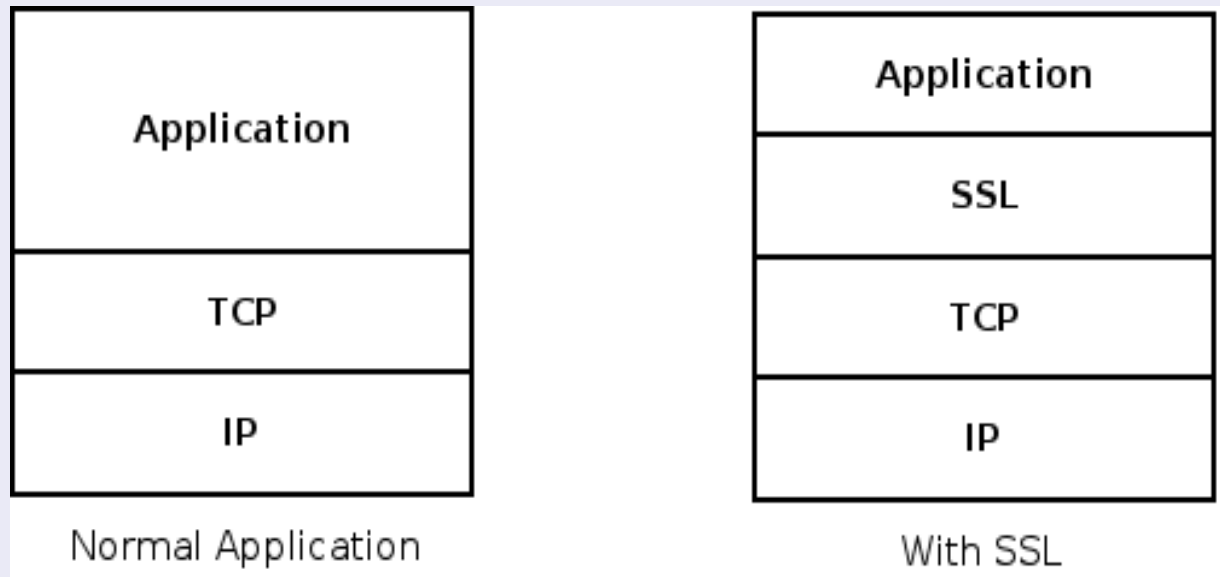 Application
TCP
IP
Normal Application
Application
SSL
TCP
IP
With SSL